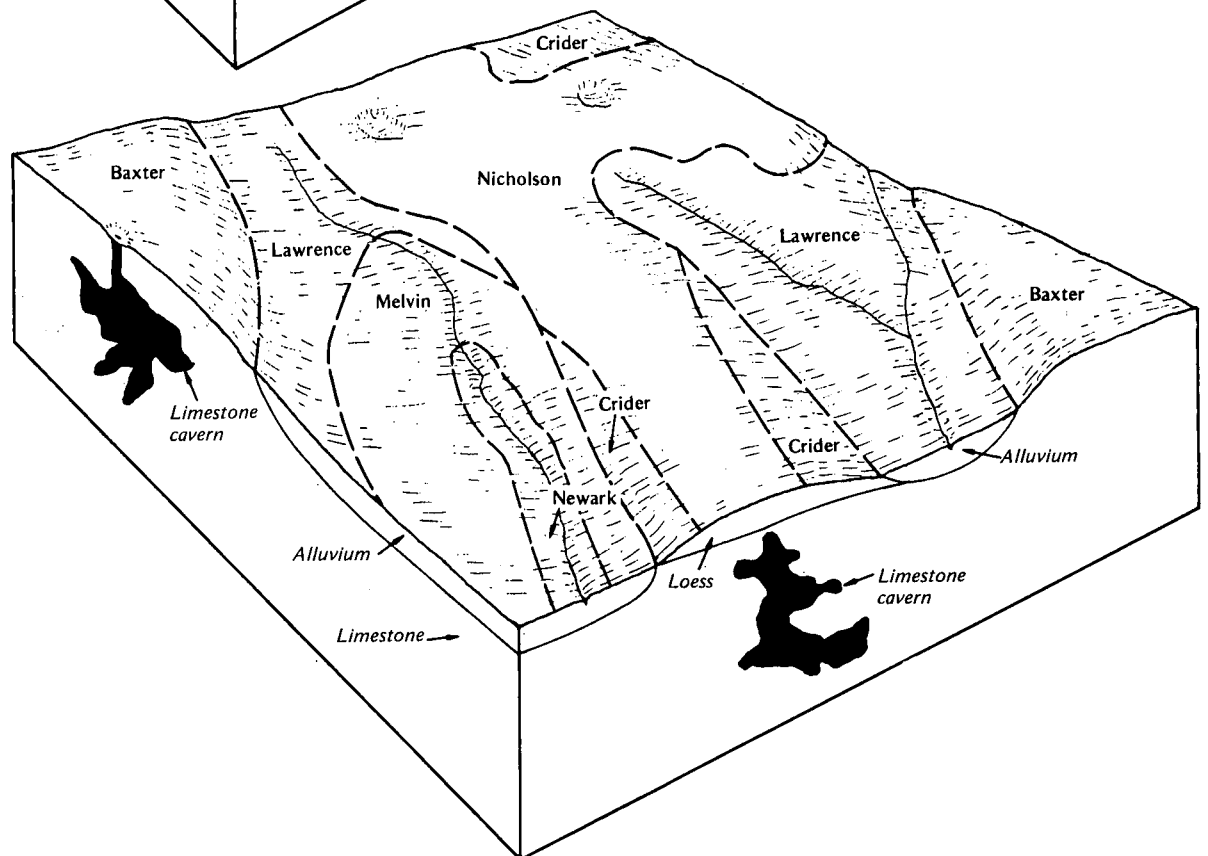 Crider
Baxter
Nicholson
Lawrence
Lawrence
Melvin
Baxter
Limestone
cavern
Crider
Crider
Alluvium
Newark
Alluvium
Loess
Limestone
cavern
Limestone